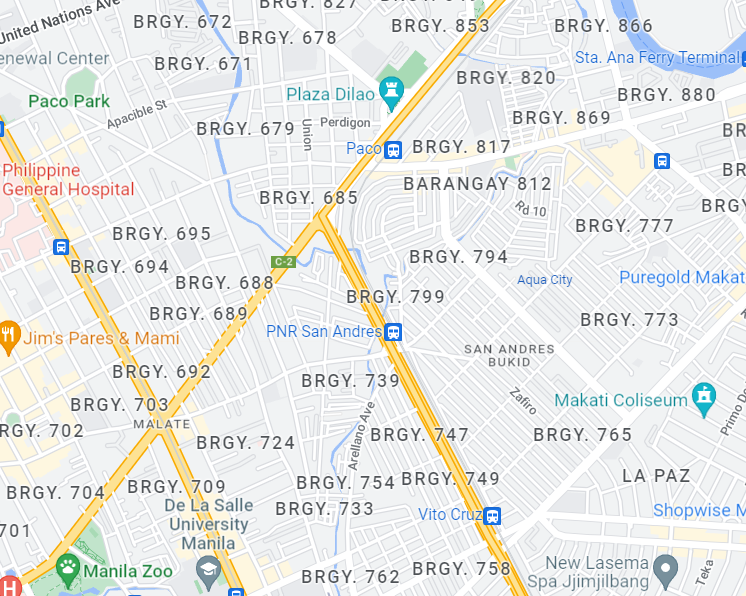 United Nations Ave
BRGY. 672
BRGY. 827
BRGY. 678
BRGY. 853
BRGY. 866
enewal Center
BRGY. 671
Sta. Ana Ferry Terminal
BRGY. 820
Paco Park
Plaza Dilao
BRGY. 880
Apacible St
BRGY. 679
Union
Perdigon
BRGY. 869
Paco
BRGY. 817
Philippine
General Hospital
BRGY. 685
BARANGAY 812
Rd 10
BRGY. 695
BRGY. 777
BRGY. 694
C-2
BRGY. 794
BRGY. 688
Aqua City
Puregold Makat
BRGY. 799
BRGY. 689
BRGY. 773
Jim's Pares & Mami
PNR San Andres
SAN ANDRES
BUKID
BRGY. 692
BRGY. 739
Zafiro
Makati Coliseum
BRGY. 703
MALATE
RGY. 702
BRGY. 724
Arellano Ave
BRGY. 747
BRGY. 765
Primo De
BRGY. 704
BRGY. 709
BRGY. 754
BRGY. 749
LA PAZ
De La Salle
University
Manila
BRGY. 733
Vito Cruz
Shopwise M
701
Manila Zoo
BRGY. 762
BRGY. 758
New Lasema
Spa Jjimjilbang
Teka
H